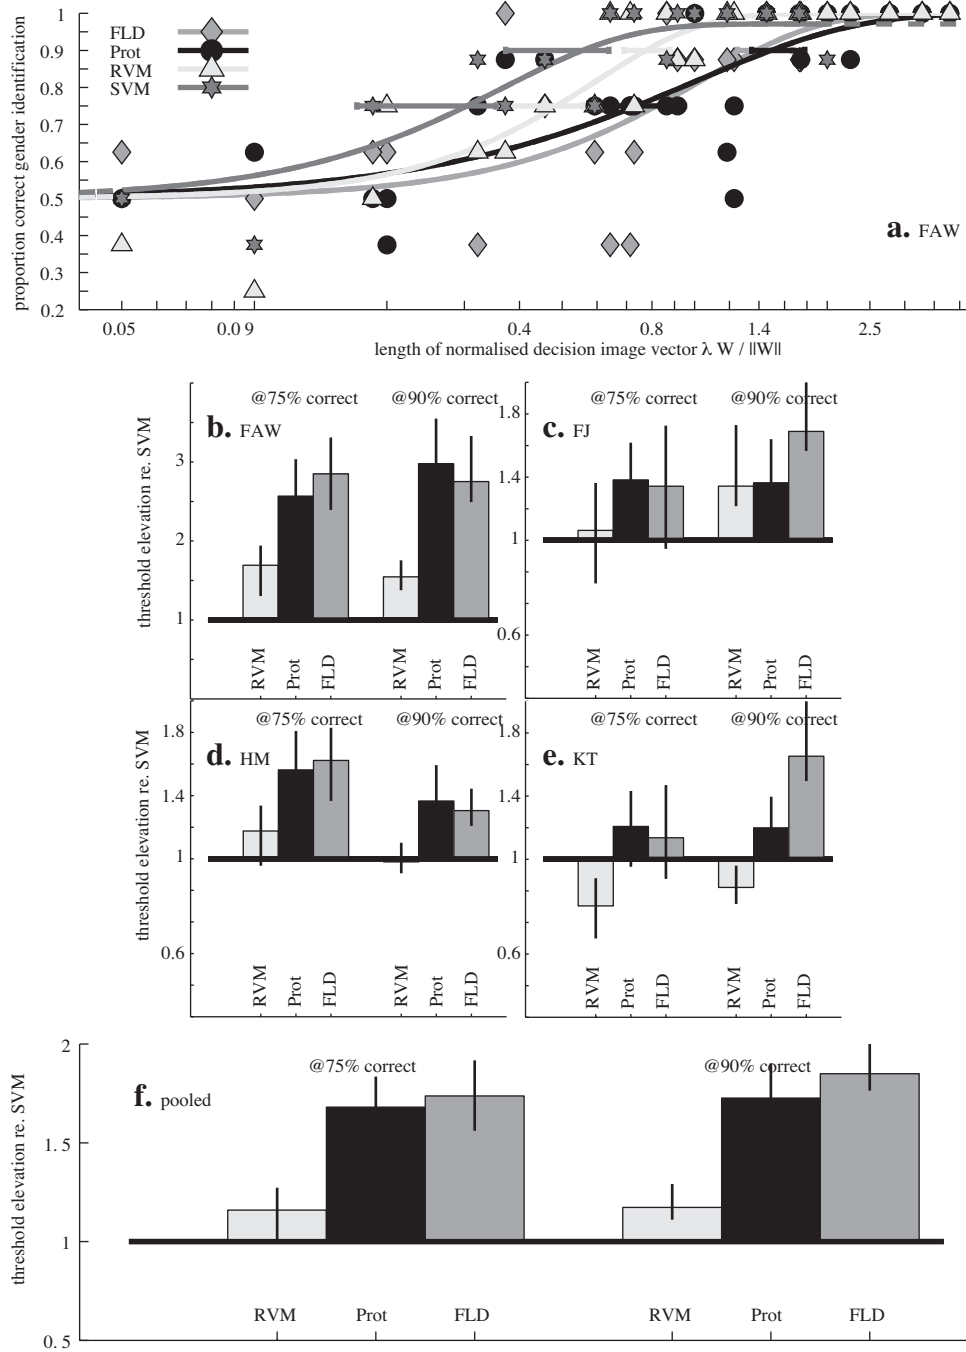 proportion correct gender identification
1
0.9
0.8
0.7
0.6
0.5
0.4
0.3
0.2
FLD
Prot
RVM
SVM
a. FAW
0.05 0.09 9 0.4 0.8 1.4 2.5
length of normalised decision image vector λ W / ||W||
threshold elevation re. SVM
3
2
1
@75% correct @90% correct
b. FAW
RVM Prot FLD RVM Prot FLD
1.8
1.4
1
0.6
@75% correct @90% correct
c. FJ
RVM Prot FLD RVM Prot FLD
threshold elevation re. SVM
1.8
1.4
1
0.6
@75% correct @90% correct
d. HM
RVM Prot FLD RVM Prot FLD
1.8
1.4
1
0.6
@75% correct @90% correct
e. KT
RVM Prot FLD RVM Prot FLD
threshold elevation re. SVM
2
1.5
1
0.5
@75% correct @90% correct
f. pooled
RVM Prot FLD RVM Prot FLD